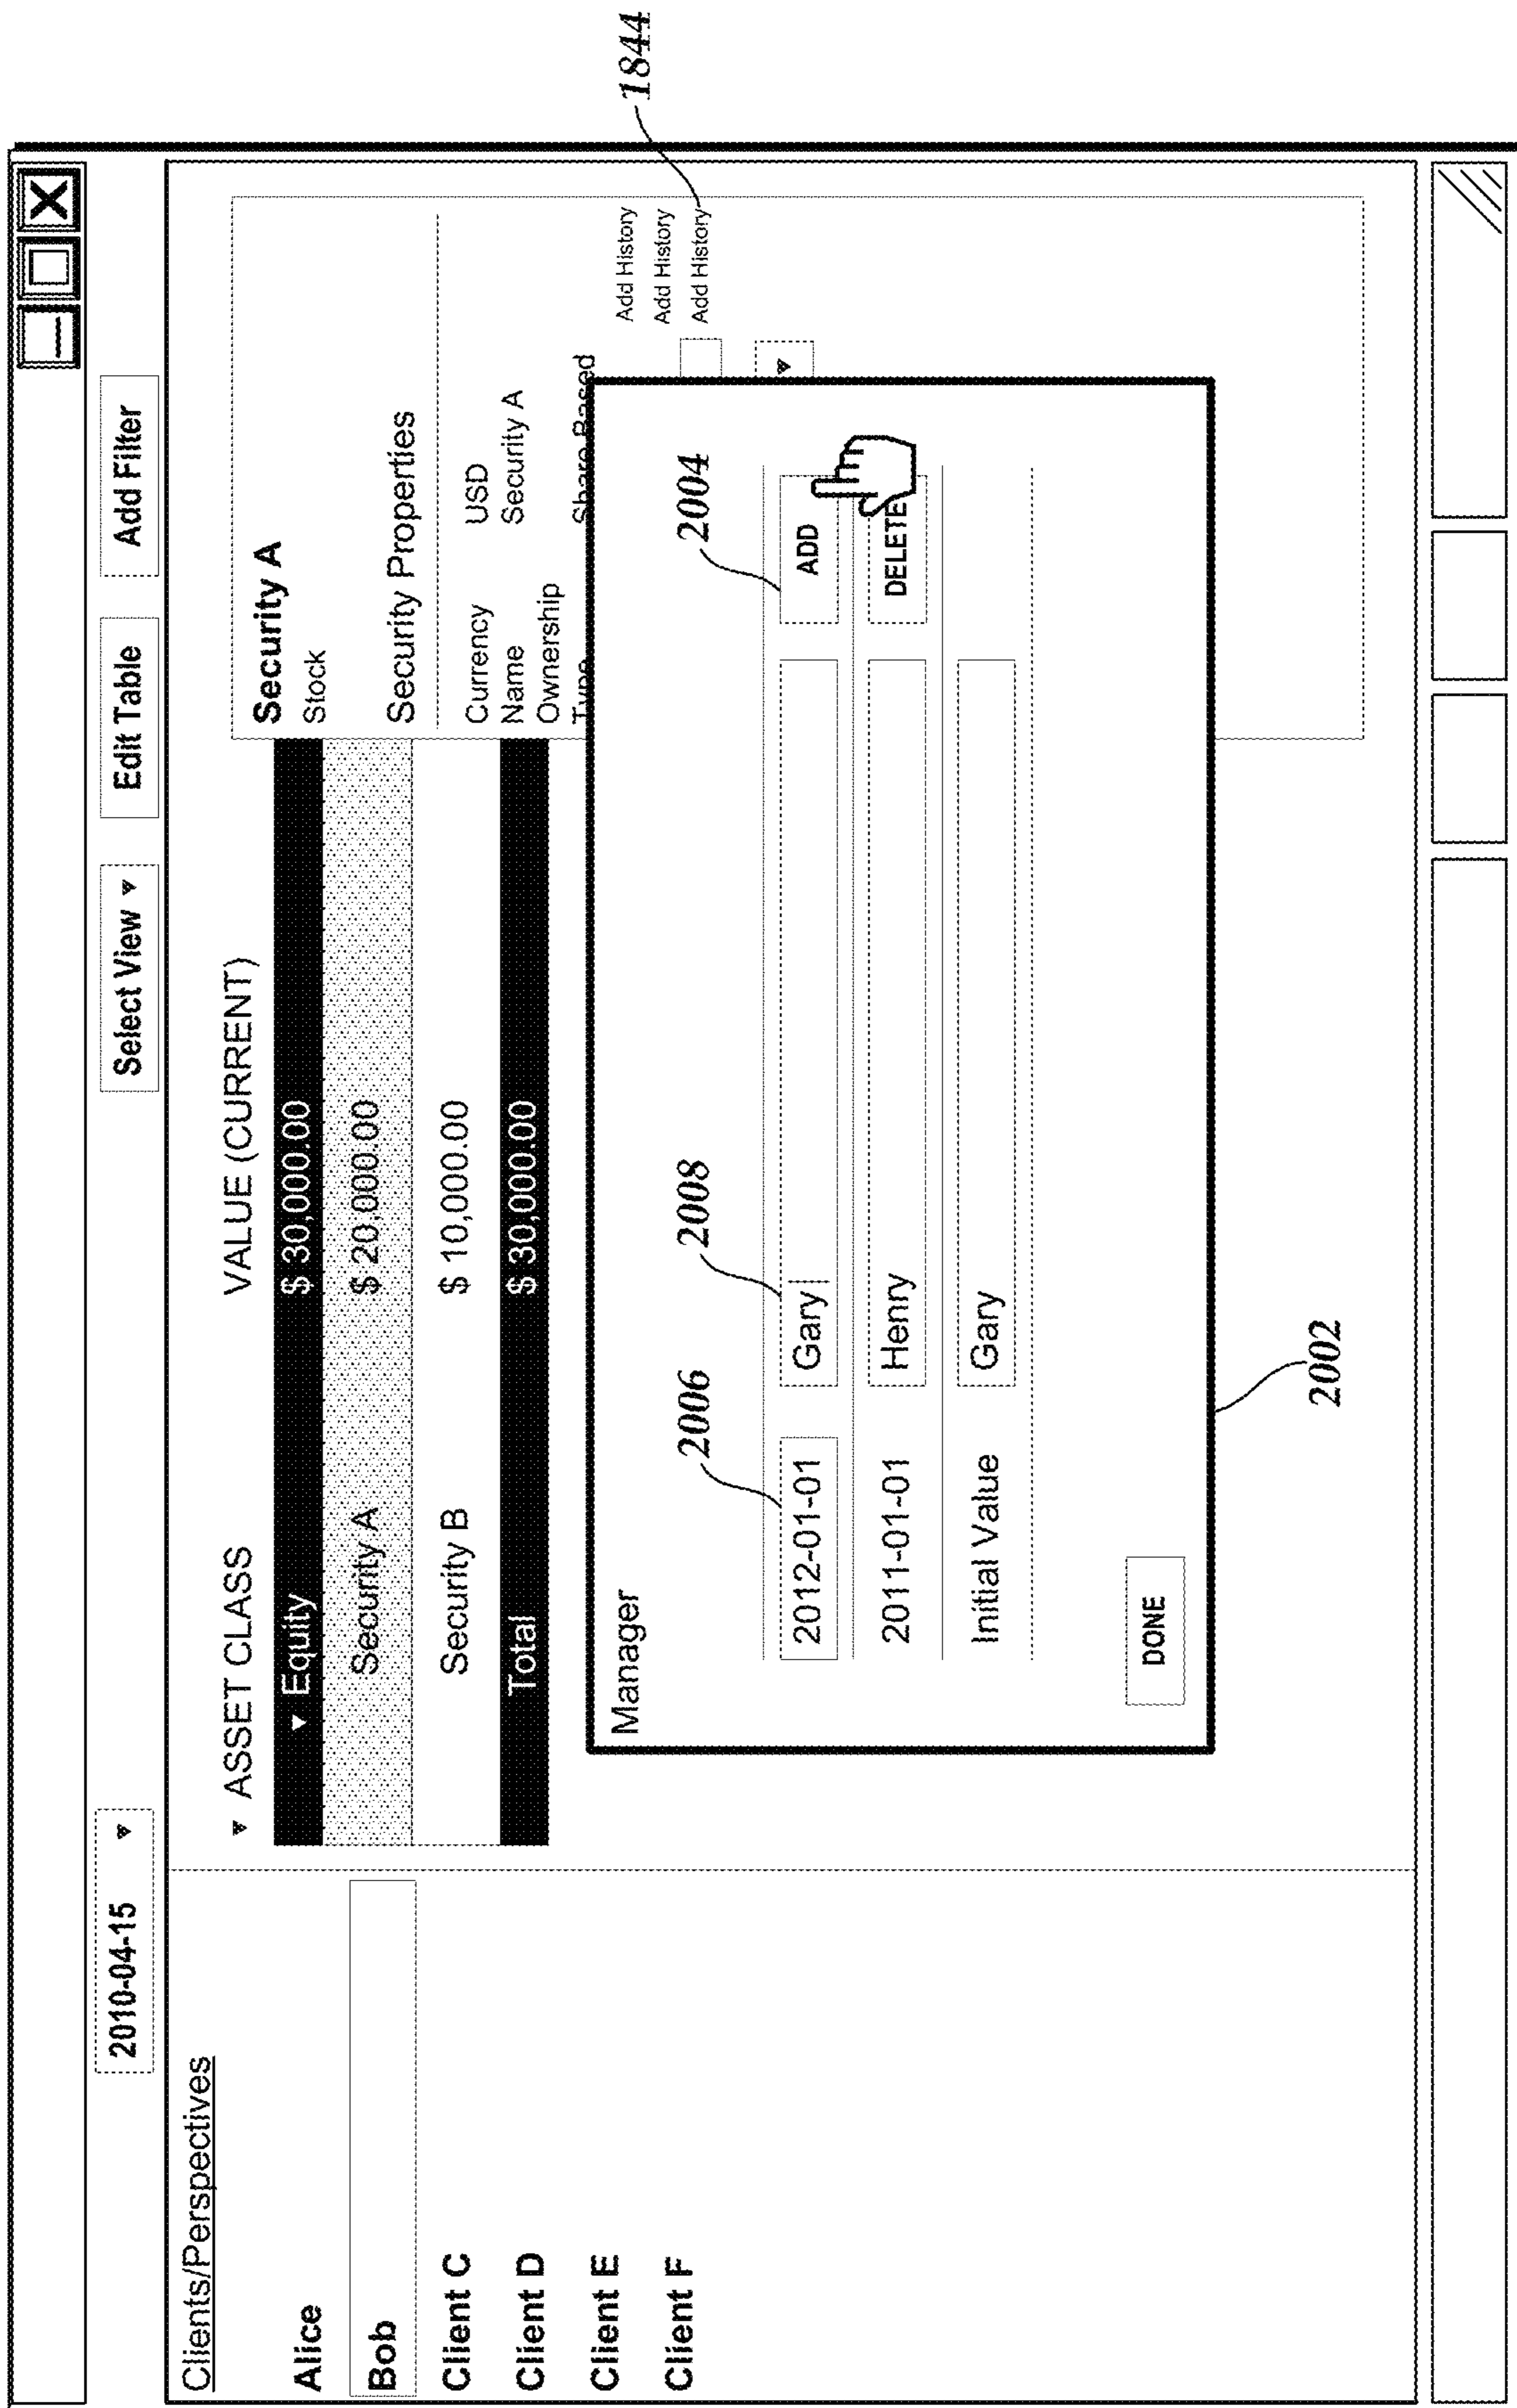 2010-04-15 ▼
Select View ▼
Edit Table
Add Filter
Clients/Perspectives
Alice
Bob
Client C
Client D
Client E
Client F
▼ ASSET CLASS VALUE (CURRENT)
▼ Equity $ 30,000.00
Security A $ 20,000.00
Security B $ 10,000.00
Total $ 30,000.00
Security A
Stock
Security Properties
Currency USD
Name Security A
Ownership
Type Share Based
Add History
Add History
Add History
1844
Manager
2006 2008 2004
2012-01-01 Gary ADD
2011-01-01 Henry DELETE
Initial Value Gary
DONE
2002